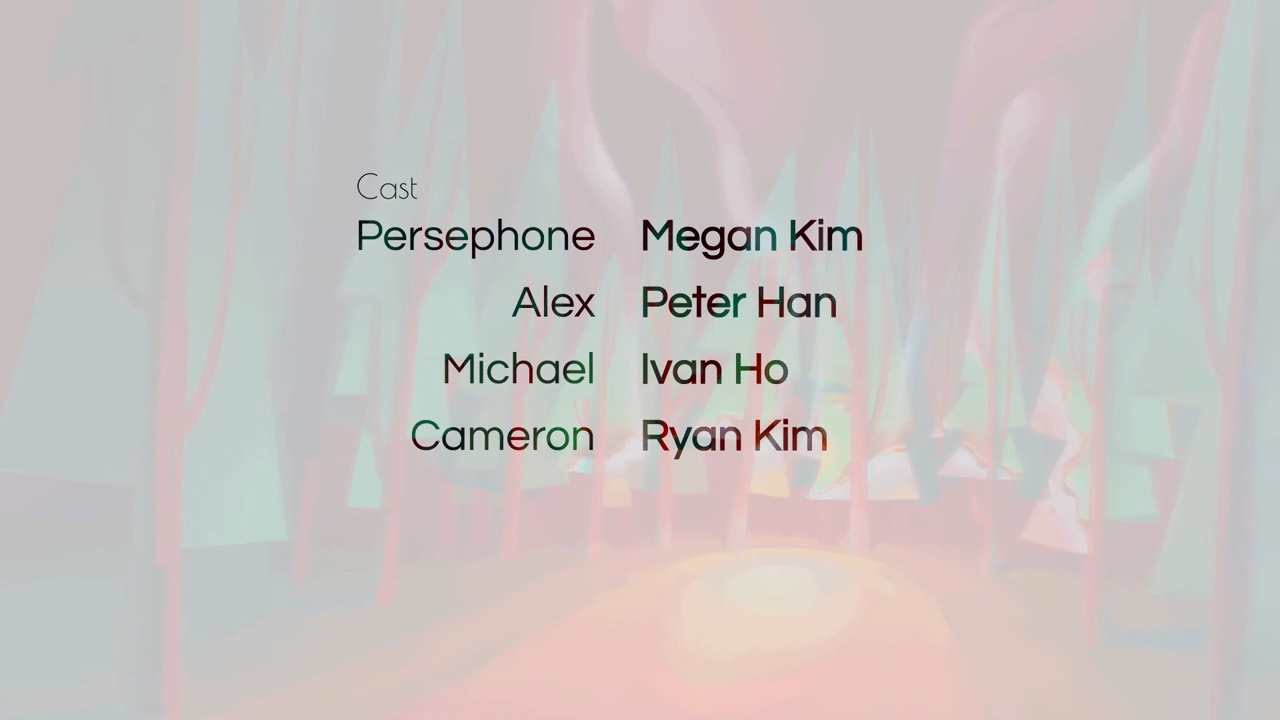 Cast
Persephone Megan Kim
Alex Peter Han
Michael Ivan Ho
Cameron Ryan Kim